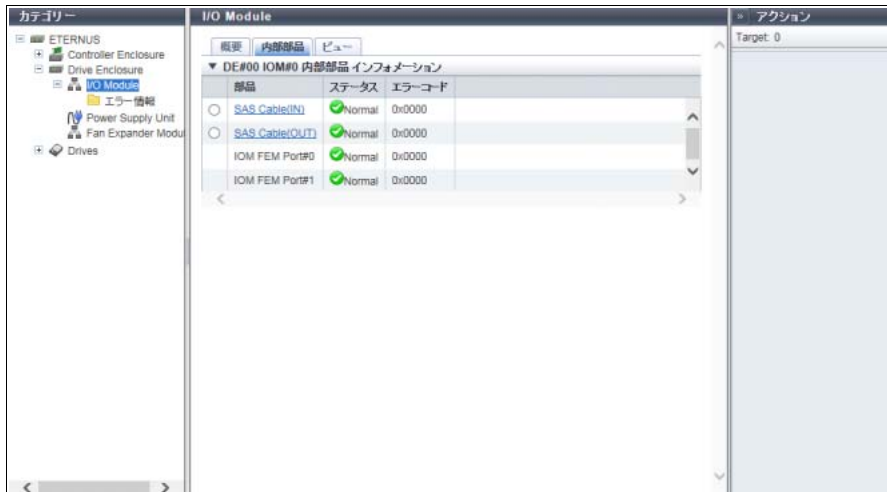 カテゴリー
ETERNUS
Controller Enclosure
Drive Enclosure
I/O Module
エラー情報
Power Supply Unit
Fan Expander Modu
Drives
I/O Module
概要 内部部品 ビュー
▼ DE#00 IOM#0 内部部品 インフォメーション
部品 ステータス エラーコード
SAS Cable(IN) Normal 0x0000
SAS Cable(OUT) Normal 0x0000
IOM FEM Port#0 Normal 0x0000
IOM FEM Port#1 Normal 0x0000
» アクション
Target: 0